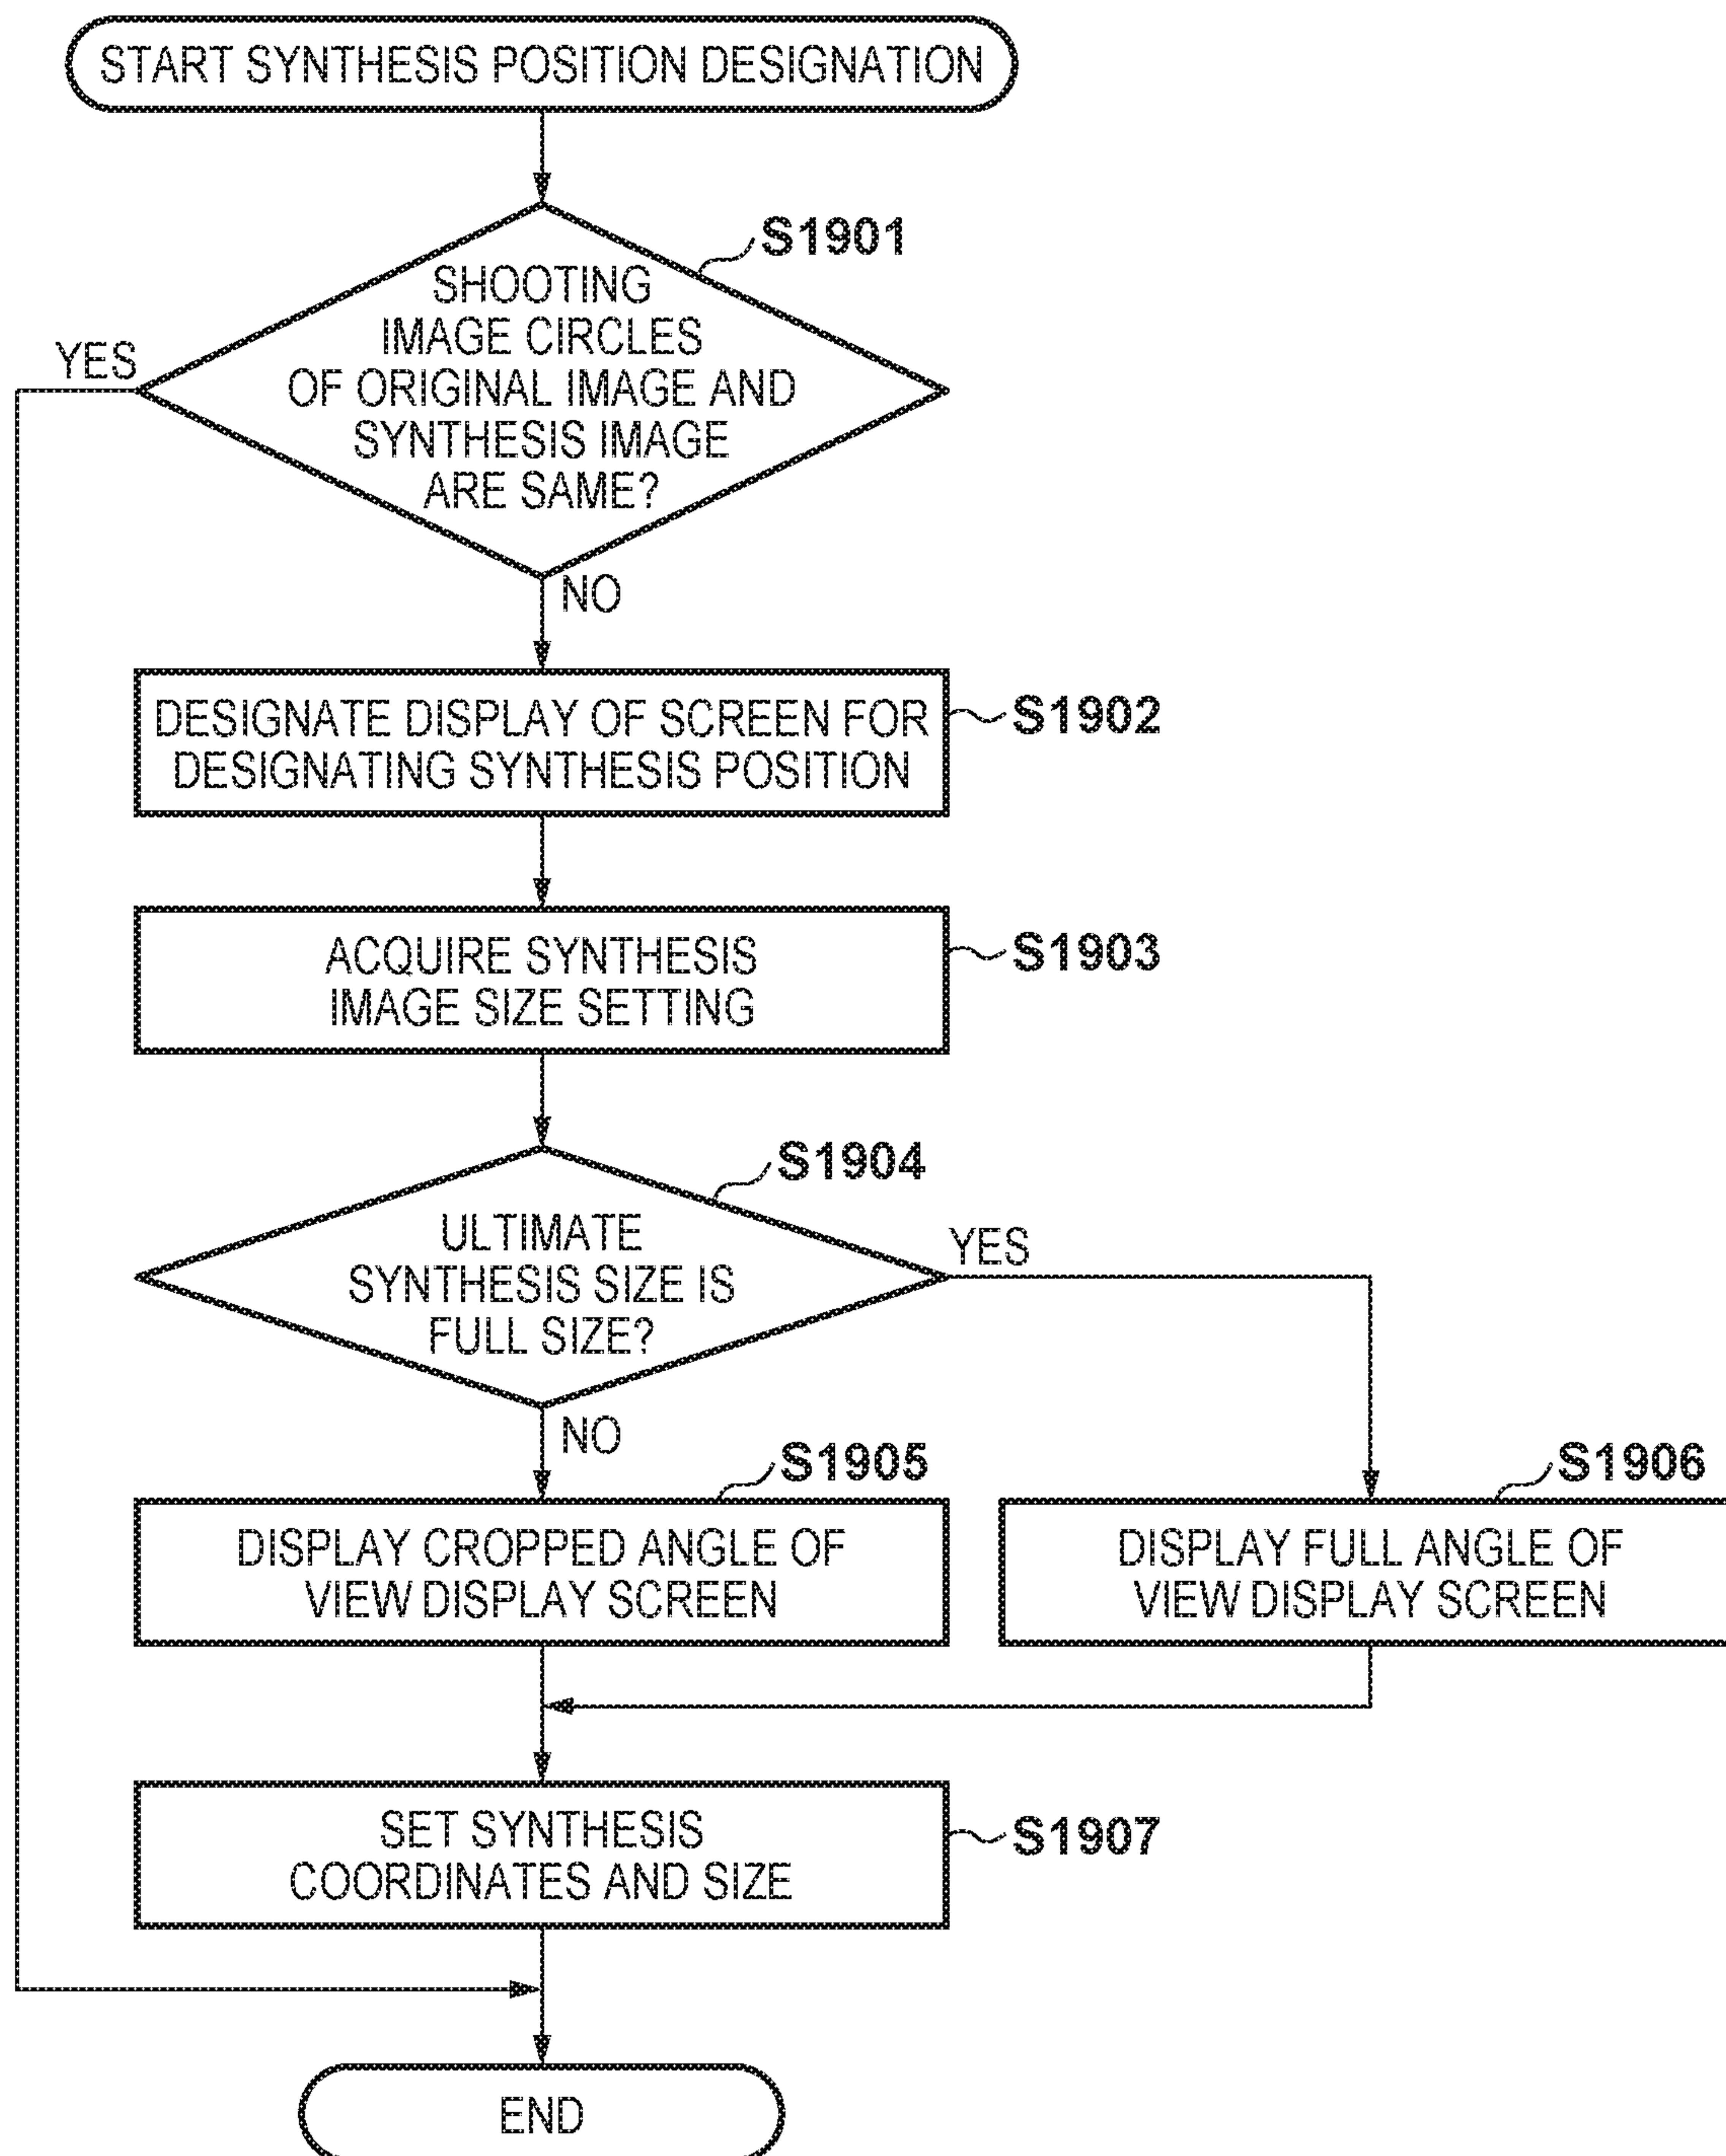 START SYNTHESIS POSITION DESIGNATION
S1901
SHOOTING
IMAGE CIRCLES
OF ORIGINAL IMAGE AND
SYNTHESIS IMAGE
ARE SAME?
YES
NO
DESIGNATE DISPLAY OF SCREEN FOR
DESIGNATING SYNTHESIS POSITION
S1902
ACQUIRE SYNTHESIS
IMAGE SIZE SETTING
S1903
S1904
ULTIMATE
SYNTHESIS SIZE IS
FULL SIZE?
YES
NO
S1905
DISPLAY CROPPED ANGLE OF
VIEW DISPLAY SCREEN
S1906
DISPLAY FULL ANGLE OF
VIEW DISPLAY SCREEN
SET SYNTHESIS
COORDINATES AND SIZE
S1907
END